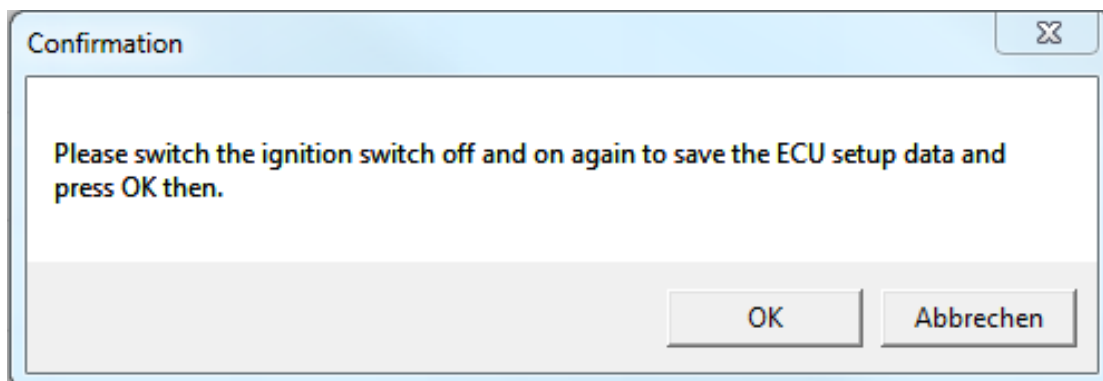 Confirmation
Please switch the ignition switch off and on again to save the ECU setup data and
press OK then.
OK
Abbrechen